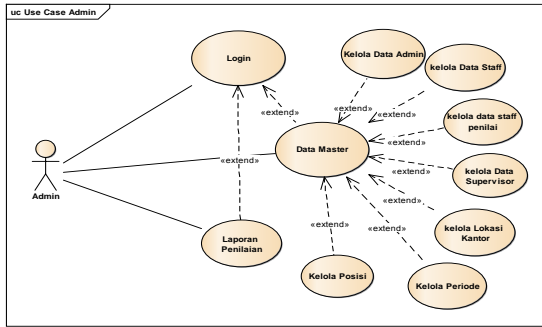 uc Use Case Admin
Login
Kelola Data Admin
kelola Data Staff
kelola data staff
penilai
kelola Data
Supervisor
kelola Lokasi
Kantor
Kelola Periode
Kelola Posisi
Data Master
Laporan
Penilaian
Admin
«extend»
«extend»
«extend»
«extend»
«extend»
«extend»
«extend»
«extend»
«extend»